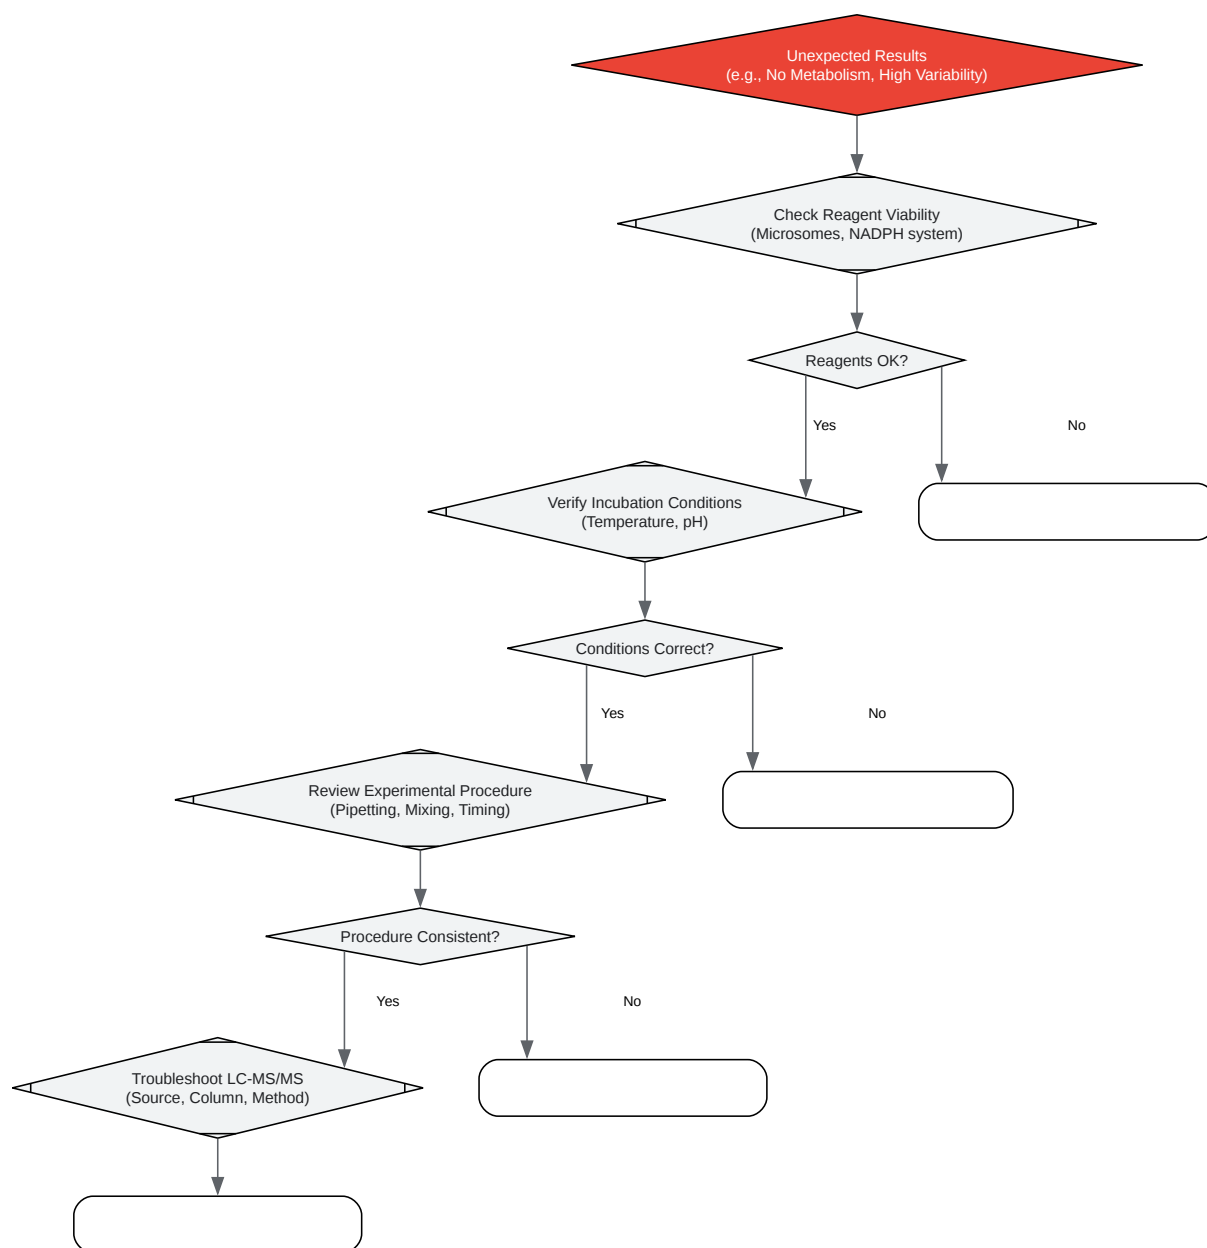 Unexpected Results
(e.g., No Metabolism, High Variability)
Check Reagent Viability
(Microsomes, NADPH system)
Reagents OK?
Yes
No
Verify Incubation Conditions
(Temperature, pH)
Conditions Correct?
Yes
No
Review Experimental Procedure
(Pipetting, Mixing, Timing)
Procedure Consistent?
Yes
No
Troubleshoot LC-MS/MS
(Source, Column, Method)